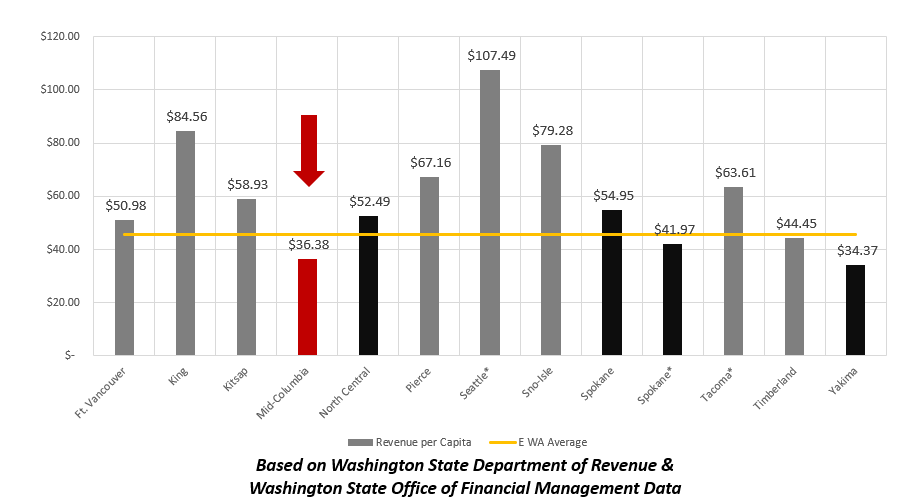 $120.00
$100.00
$80.00
$60.00
$40.00
$20.00
$-
$50.98
$84.56
$58.93
$36.38
$52.49
$67.16
$107.49
$79.28
$54.95
$41.97
$63.61
$44.45
$34.37
Ft. Vancouver
King
Kitsap
Mid-Columbia
North Central
Pierce
Seattle*
Sno-Isle
Spokane
Spokane*
Tacoma*
Timberland
Yakima
Revenue per Capita
E WA Average
Based on Washington State Department of Revenue &
Washington State Office of Financial Management Data